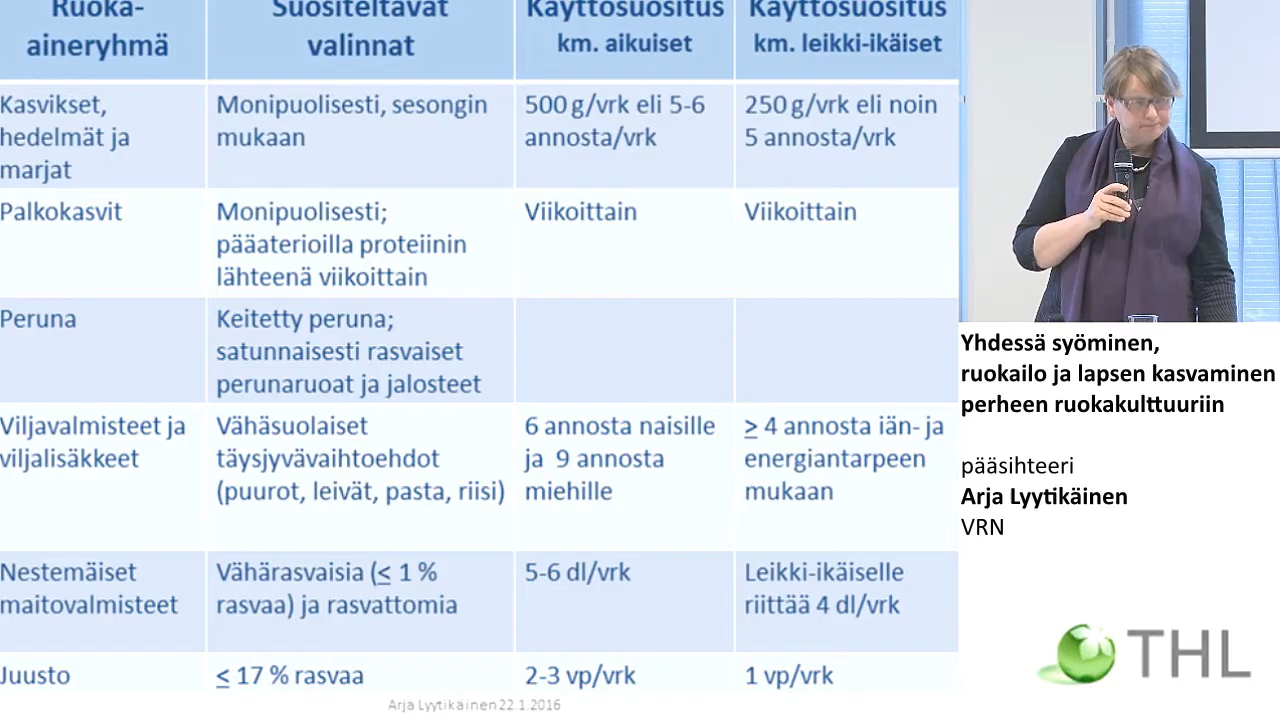 Ruoka-
aineryhmä
Suositeltavat
valinnat
Käyttösuositus
km. aikuiset
Käyttösuositus
km. leikki-ikäiset
Kasvikset,
hedelmät ja
marjat
Monipuolisesti, sesongin
mukaan
500 g/vrk eli 5-6
annosta/vrk
250 g/vrk eli noin
5 annosta/vrk
Palkokasvit
Monipuolisesti;
pääaterioilla proteiinin
lähteenä viikoittain
Viikoittain
Viikoittain
Peruna
Keitetty peruna;
satunnaisesti rasvaiset
perunaruoat ja jalosteet
Viljavalmisteet ja
viljalisäkkeet
Vähäsuolaiset
täysjyvävaihtoehdot
(puurot, leivät, pasta, riisi)
6 annosta naisille
ja 9 annosta
miehille
≥ 4 annosta iän- ja
energiantarpeen
mukaan
Nestemäiset
maitovalmisteet
Vähärasvaisia (≤ 1 %
rasvaa) ja rasvattomia
5-6 dl/vrk
Leikki-ikäiselle
riittää 4 dl/vrk
Juusto
≤ 17 % rasvaa
2-3 vp/vrk
1 vp/vrk
Arja Lyytikäinen 22.1.2016
Yhdessä syöminen,
ruokailo ja lapsen kasvaminen
perheen ruokakulttuuriin
pääsihteeri
Arja Lyytikäinen
VRN
THL